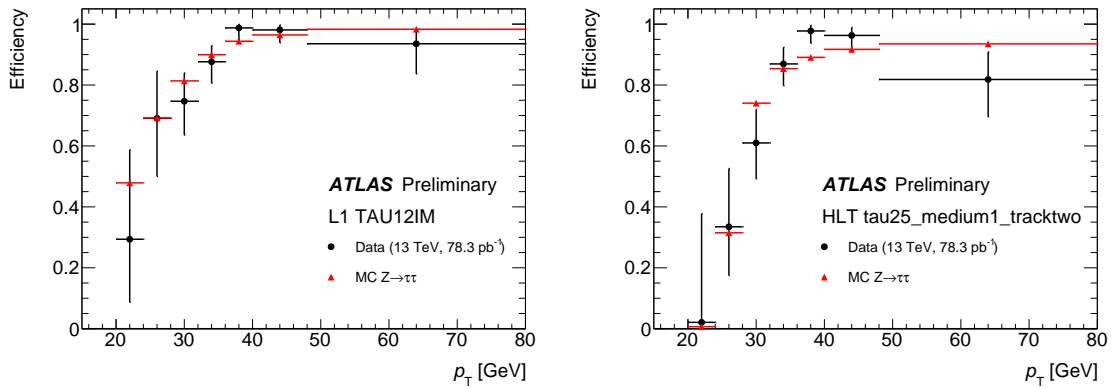 Efficiency
1
0.8
0.6
0.4
0.2
0
ATLAS Preliminary
L1 TAU12IM
Data (13 TeV, 78.3 pb⁻¹)
MC Z→ττ
20 30 40 50 60 70 80
p_T [GeV]
Efficiency
1
0.8
0.6
0.4
0.2
0
ATLAS Preliminary
HLT tau25_medium1_tracktwo
Data (13 TeV, 78.3 pb⁻¹)
MC Z→ττ
20 30 40 50 60 70 80
p_T [GeV]